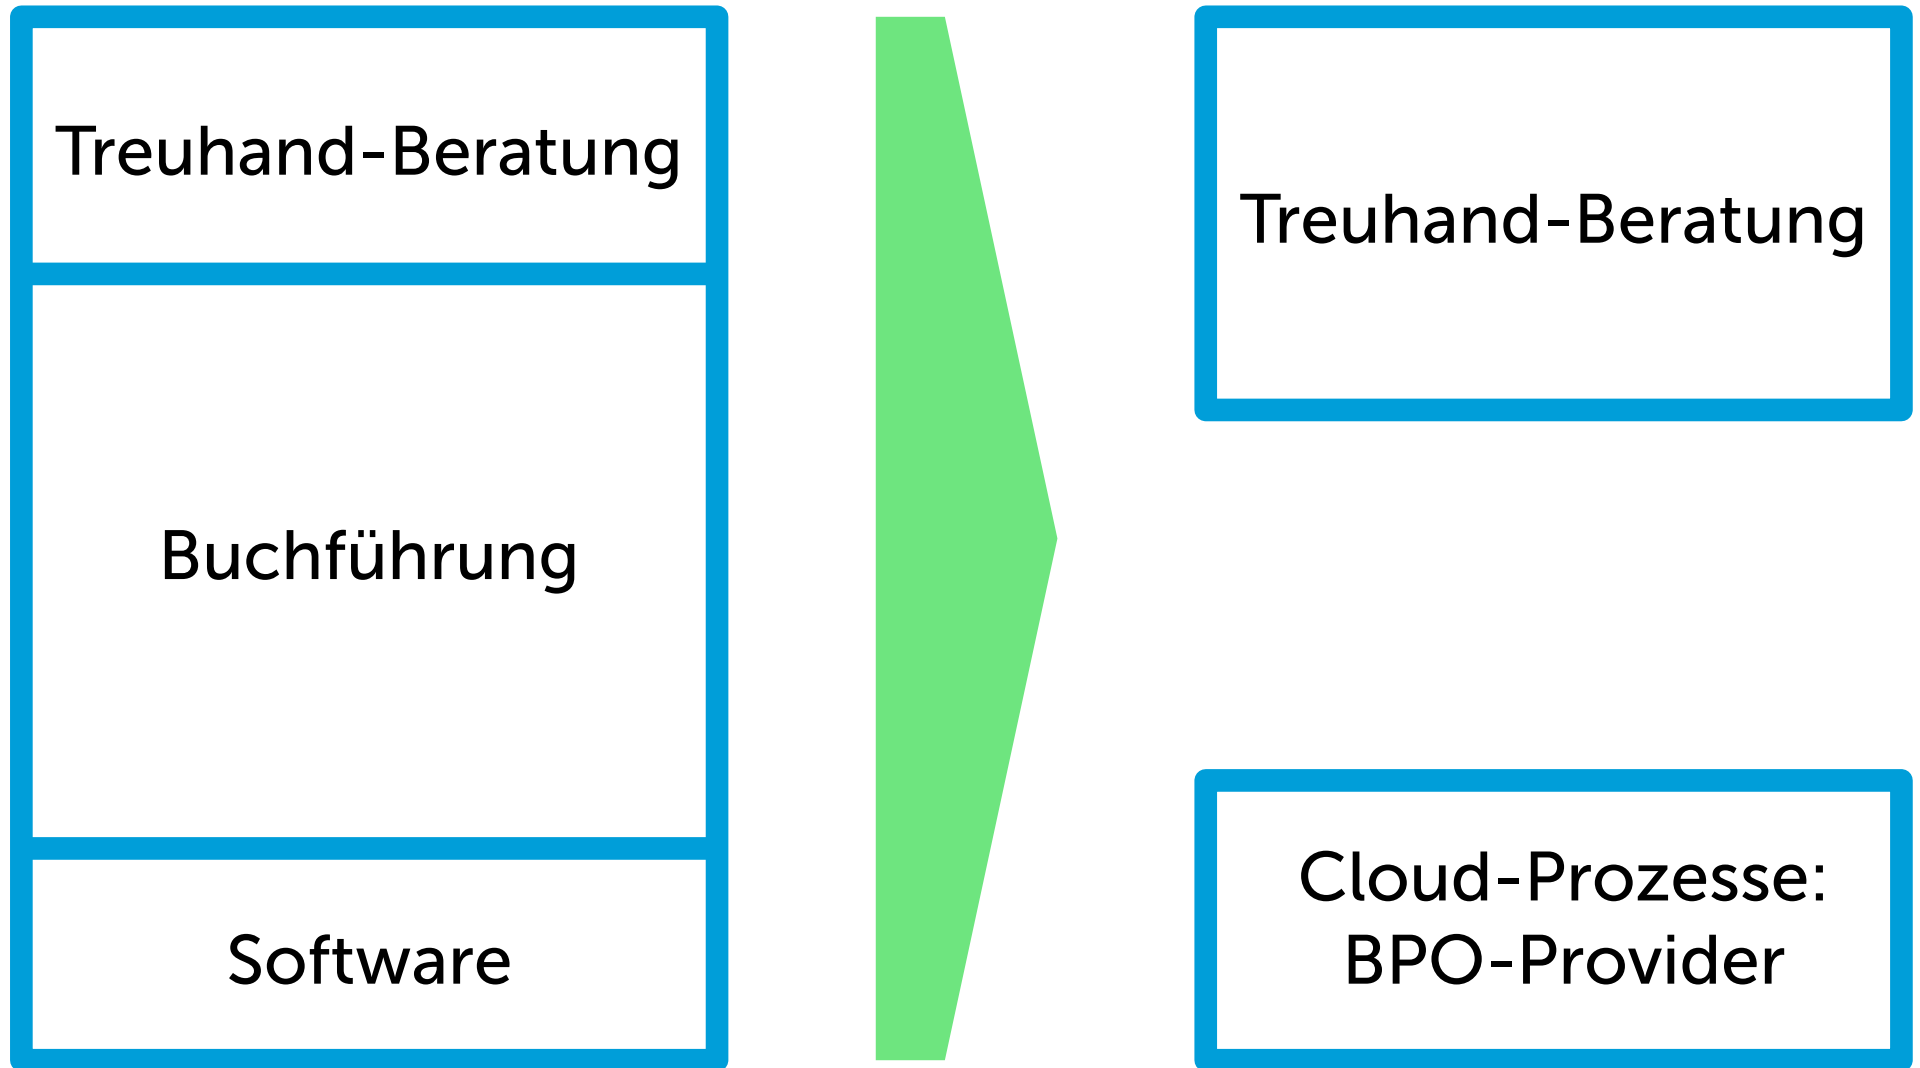 Treuhand-Beratung
Buchführung
Software
Treuhand-Beratung
Cloud-Prozesse:
BPO-Provider